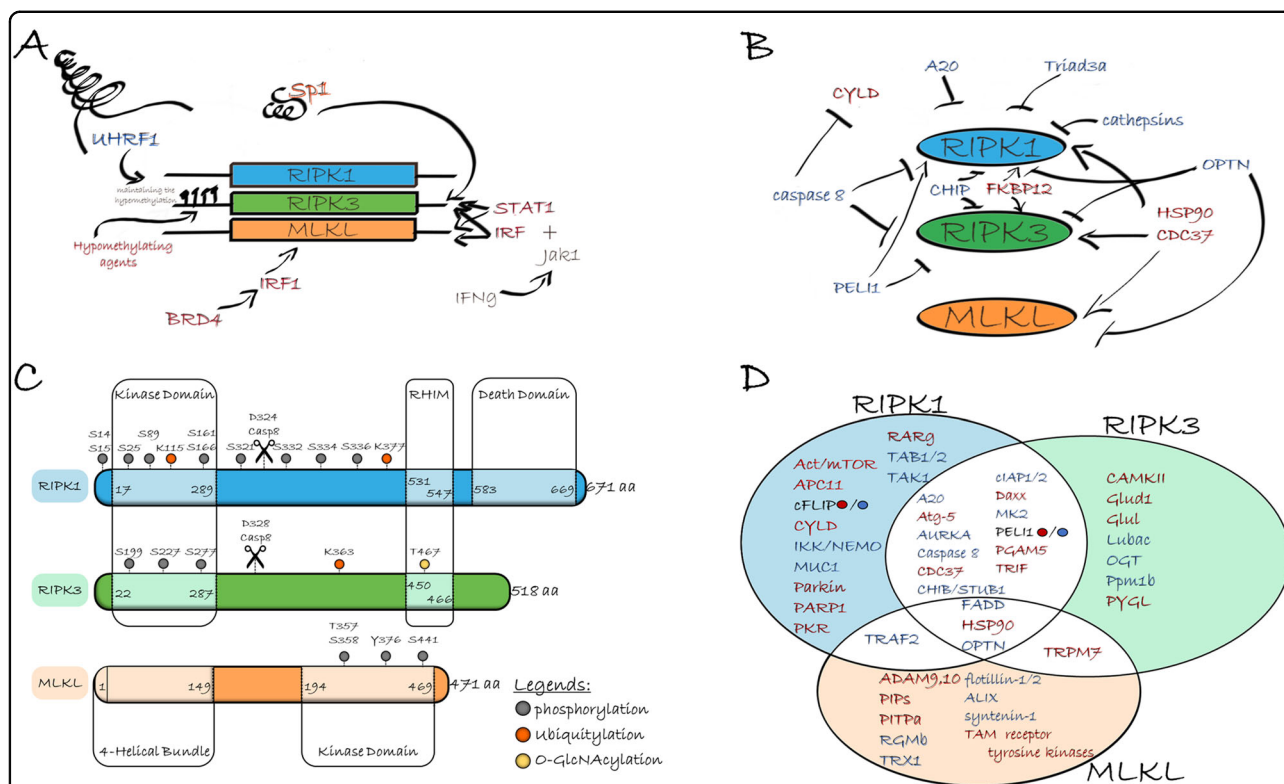 A
Sp1
UHRF1
maintaining the
hypomethylation
RIPK1
RIPK3
MLKL
STAT1
IRF +
Jak1
Hypomethylating
agents
IRF1
IFNg
BRD4
B
A20
Triad3a
CYLD
cathepsins
RIPK1
OPTN
caspase 8
CHIP
FKBP12
HSP90
CDC37
RIPK3
PELI1
MLKL
C
Kinase Domain
RHIM
Death Domain
S14
S15
S25
S89
K115
S161
S166
S321
D324
Casp8
S332
S334
S336
K377
RIPK1
17
289
531
547
583
669
671 aa
S199
S227
S277
D328
Casp8
K363
T467
RIPK3
22
287
450
466
518 aa
T357
S358
Y376
S441
MLKL
1
149
194
469
471 aa
4-Helical Bundle
Kinase Domain
Legends:
phosphorylation
Ubiquitylation
O-GlcNAcylation
D
RIPK1
RIPK3
RARg
TAB1/2
TAK1
Act/mTOR
APC11
cFLIP /
CYLD
IKK/NEMO
MUC1
Parkin
PARP1
PKR
A20
Atg-5
AURKA
Caspase 8
CDC37
CHIB/STUB1
cIAP1/2
Daxx
MK2
PELI1 /
PGAM5
TRIF
FADD
HSP90
OPTN
CAMKII
Glud1
Glul
Lubac
OGT
Ppm1b
PYGL
TRAF2
TRPM7
ADAM9,10
PIPs
PITPa
RGMb
TRX1
flotillin-1/2
ALIX
syntenin-1
TAM receptor
tyrosine kinases
MLKL